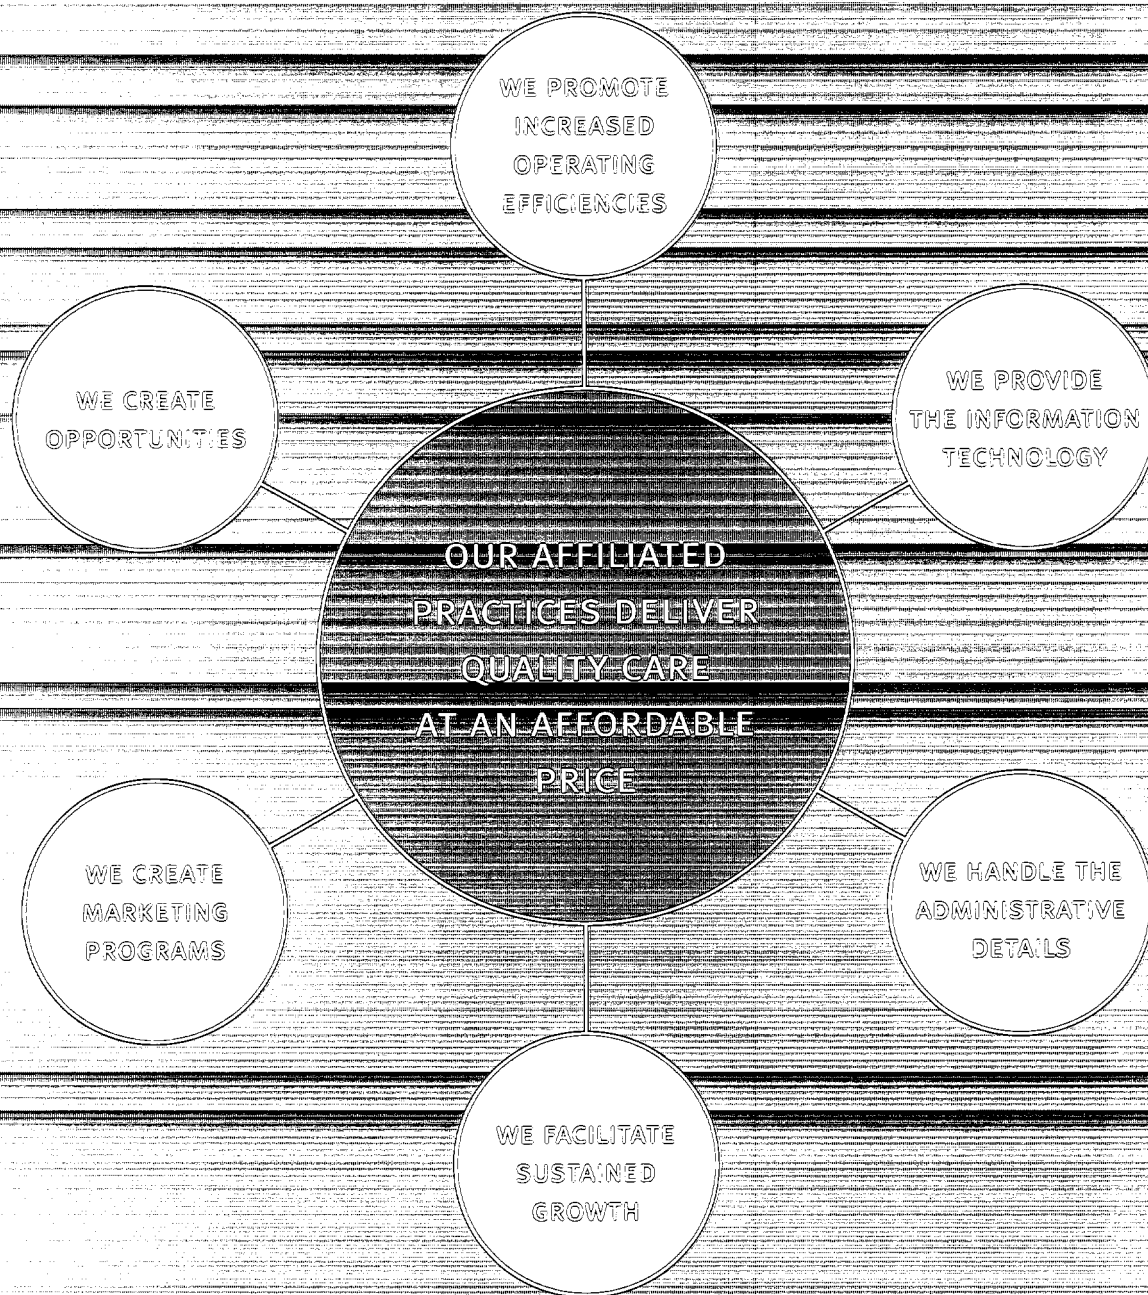 WE PROMOTE
INCREASED
OPERATING
EFFICIENCIES
WE CREATE
OPPORTUNITIES
WE PROVIDE
THE INFORMATION
TECHNOLOGY
OUR AFFILIATED
PRACTICES DELIVER
QUALITY CARE
AT AN AFFORDABLE
PRICE
WE CREATE
MARKETING
PROGRAMS
WE HANDLE THE
ADMINISTRATIVE
DETAILS
WE FACILITATE
SUSTAINED
GROWTH